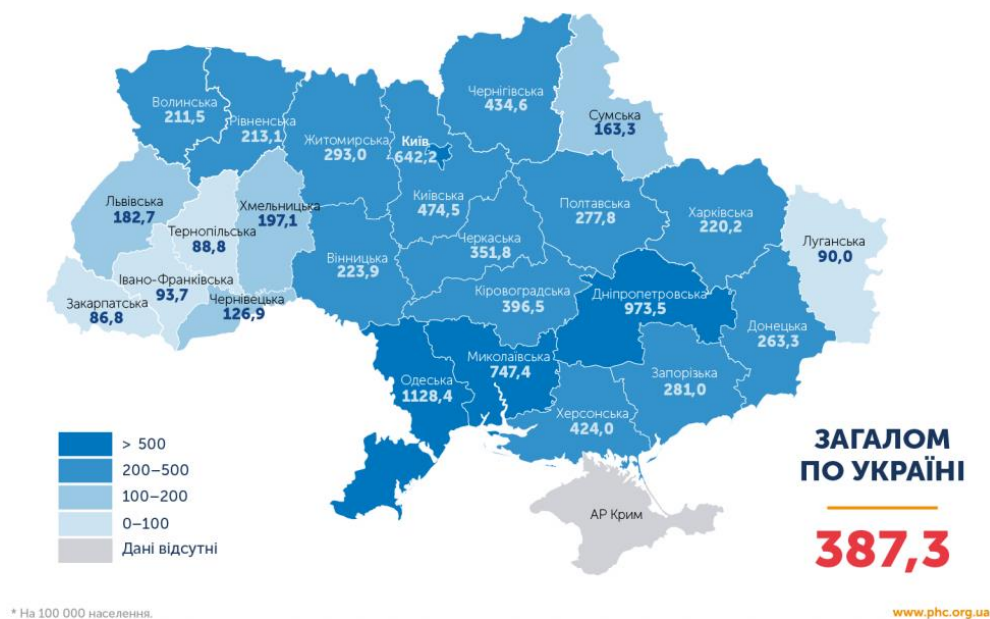 Волинська
211,5
Рівненська
213,1
Житомирська
293,0
Київ
642,2
Чернігівська
434,6
Сумська
163,3
Львівська
182,7
Тернопільська
88,8
Хмельницька
197,1
Вінницька
223,9
Київська
474,5
Черкаська
351,8
Полтавська
277,8
Харківська
220,2
Луганська
90,0
Закарпатська
86,8
Івано-Франківська
93,7
Чернівецька
126,9
Кіровоградська
396,5
Дніпропетровська
973,5
Донецька
263,3
Одеська
1128,4
Миколаївська
747,4
Херсонська
424,0
Запорізька
281,0
АР Крим
> 500
200–500
100–200
0–100
Дані відсутні
ЗАГАЛОМ
ПО УКРАЇНІ
387,3
* На 100 000 населення.
www.phc.org.ua